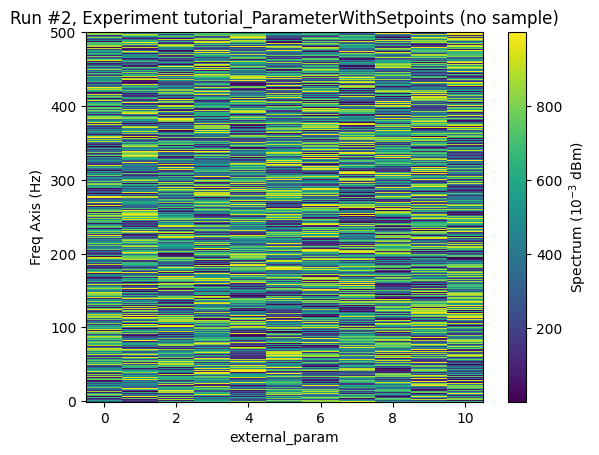 Run #2, Experiment tutorial_ParameterWithSetpoints (no sample)
500
400
300
200
100
0
Freq Axis (Hz)
0 2 4 6 8 10
external_param
800
600
400
200
Spectrum (10⁻³ dBm)